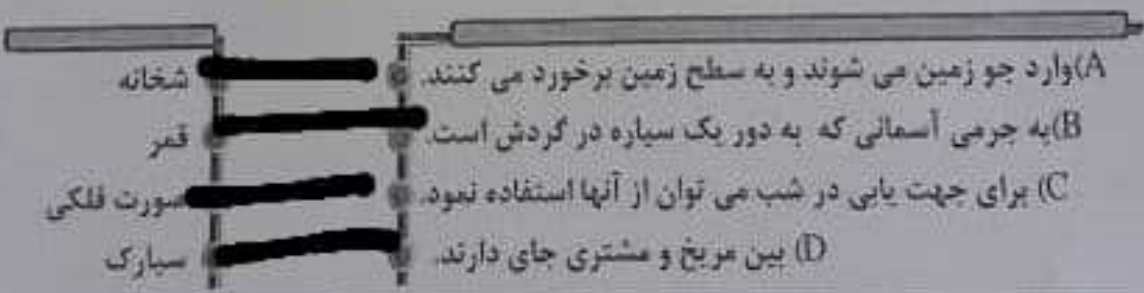 A)وارد جو زمین می شوند و به سطح زمین برخورد می کنند. شخانه
B)به جرمی آسمانی که به دور یک سیاره در گردش است. قمر
C) برای جهت یابی در شب می توان از آنها استفاده نمود. صورت فلکی
D) بین مریخ و مشتری جای دارند. سیارک